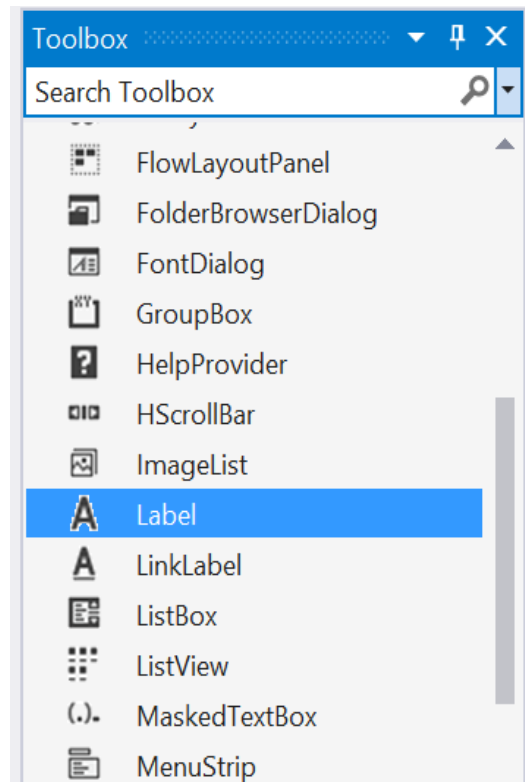 Toolbox
Search Toolbox
FlowLayoutPanel
FolderBrowserDialog
FontDialog
GroupBox
HelpProvider
HScrollBar
ImageList
Label
LinkLabel
ListBox
ListView
MaskedTextBox
MenuStrip